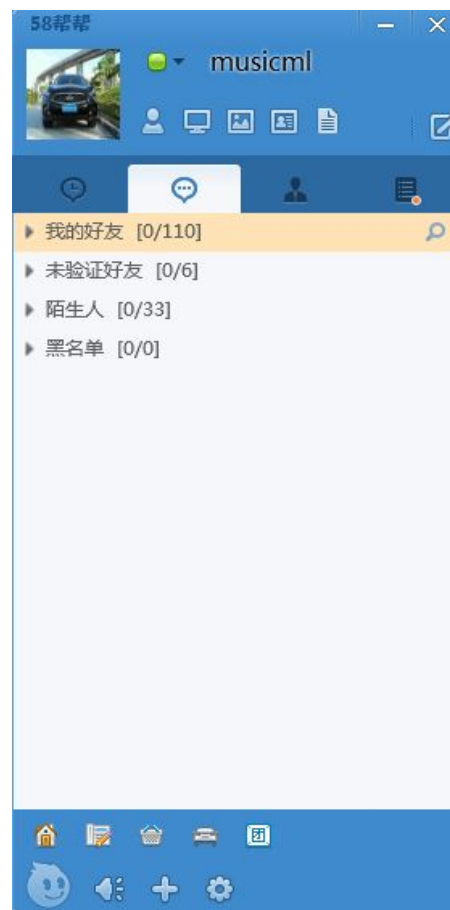 58帮帮
musicml
我的好友 [0/110]
未验证好友 [0/6]
陌生人 [0/33]
黑名单 [0/0]
团